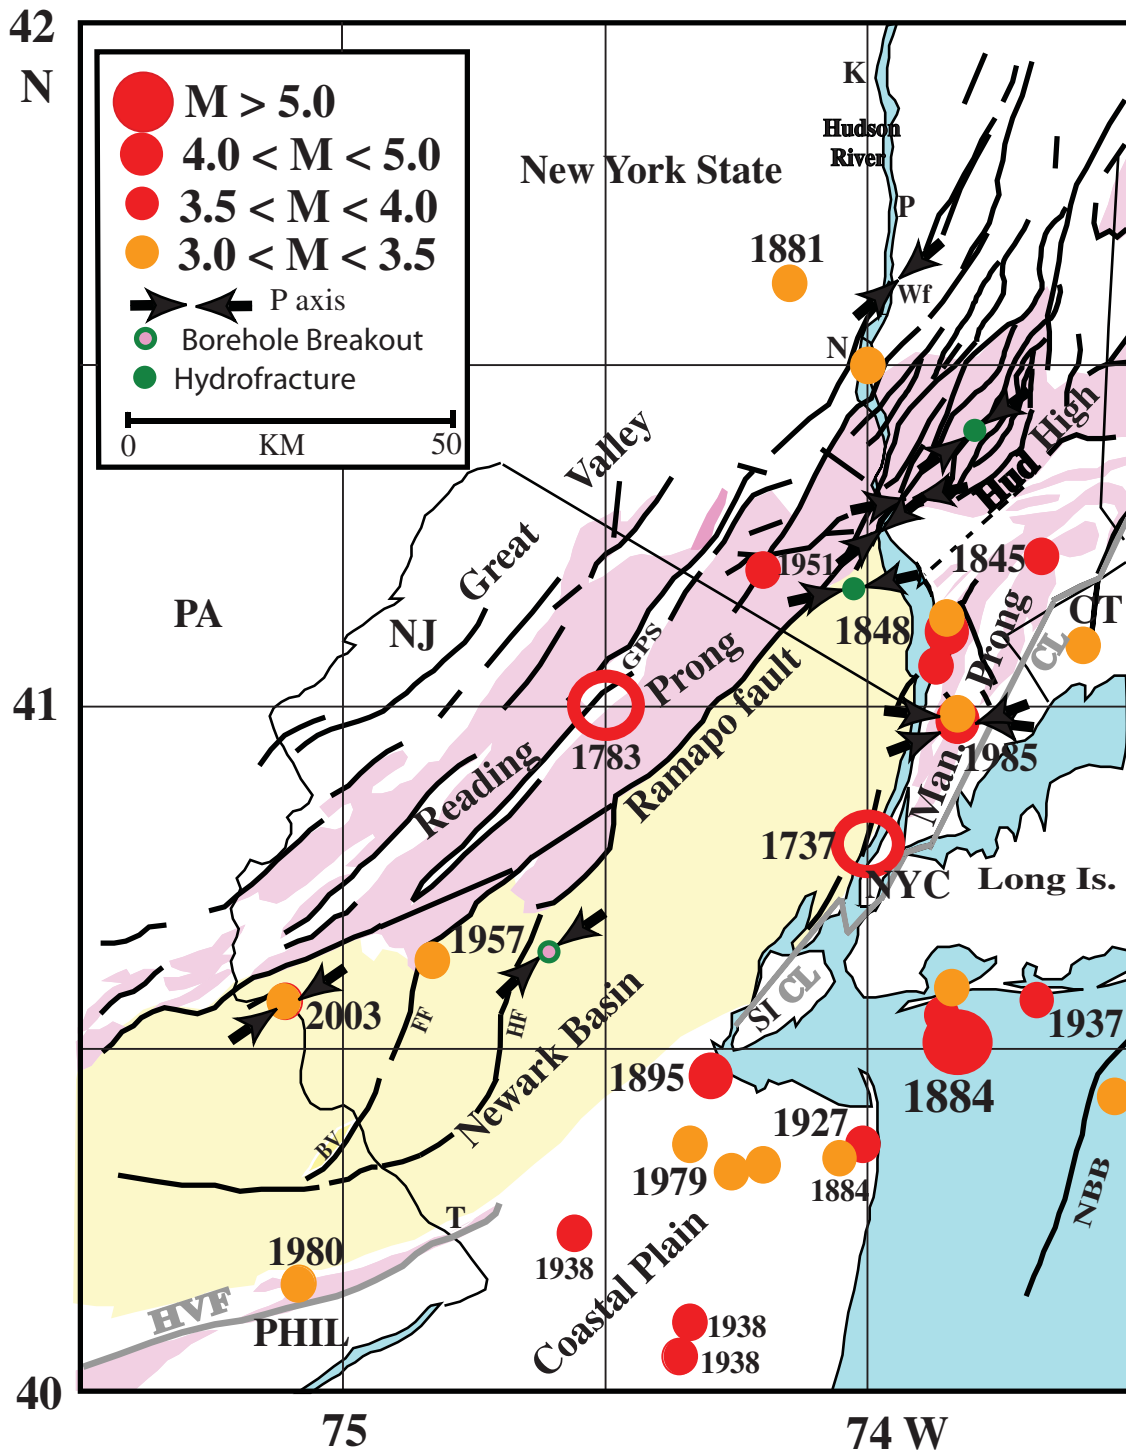 42
N
41
40
75
74 W
M > 5.0
4.0 < M < 5.0
3.5 < M < 4.0
3.0 < M < 3.5
P axis
Borehole Breakout
Hydrofracture
0
50
KM
K
Hudson
River
New York State
P
1881
Wf
N
Valley
Hud High
Great
1951
1845
PA
NJ
CT
1848
GPS
Prong
Prong
CL
Ramapo fault
1783
1985
Reading
Man
1737
NYC
Long Is.
1957
2003
FF
HF
SI
CL
1937
Newark Basin
1895
1884
1927
BV
1979
1884
NBB
T
1980
1938
Coastal Plain
HVF
PHIL
1938
1938